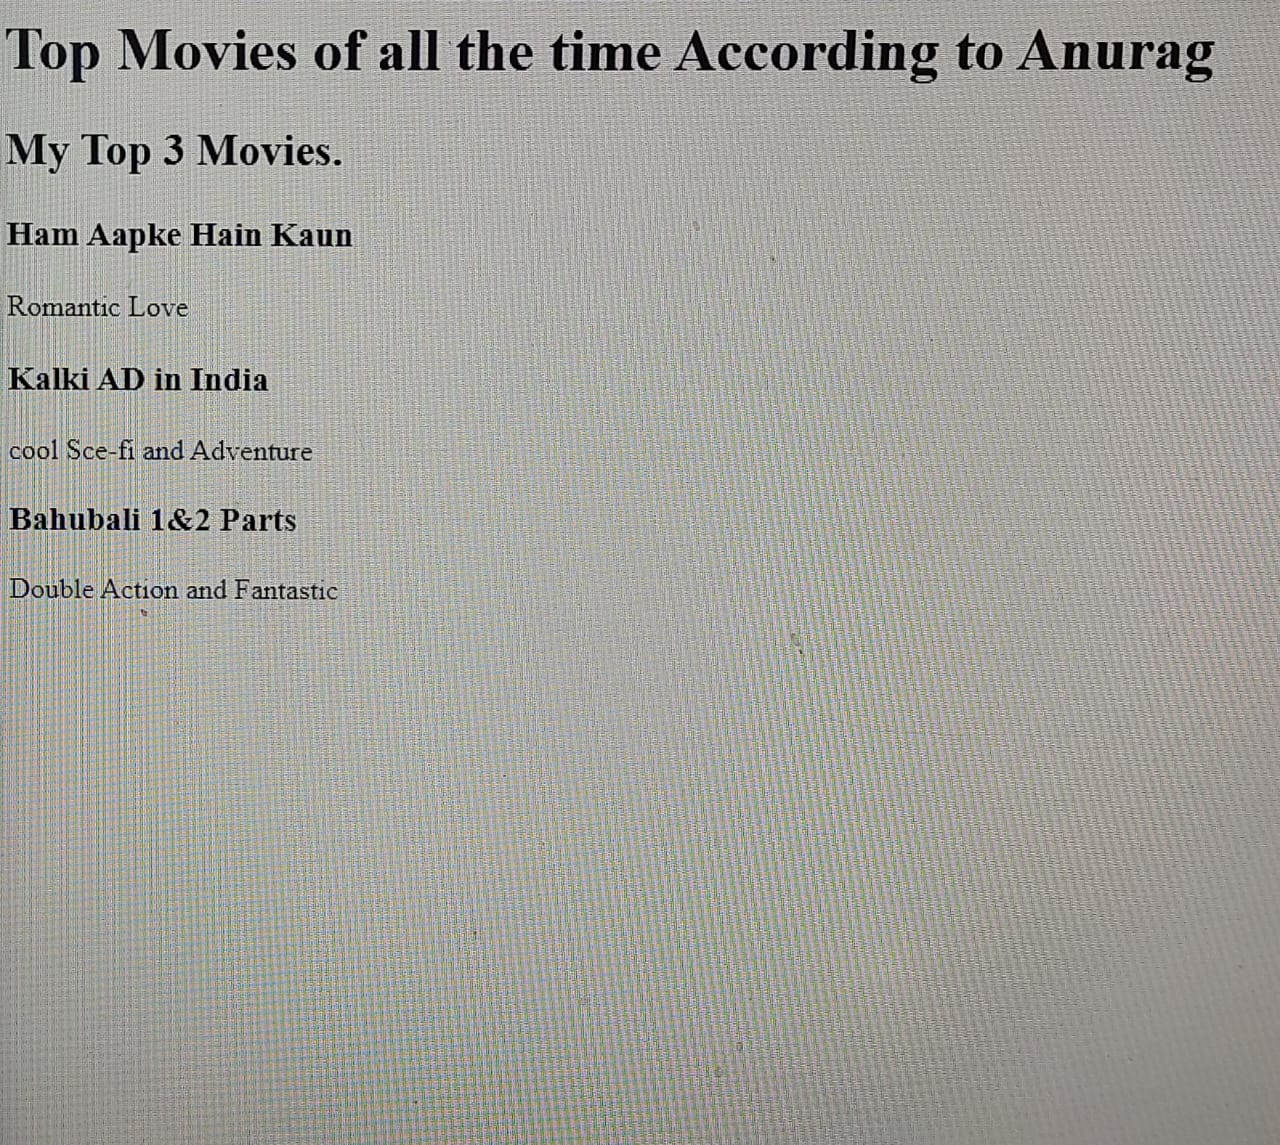 Top Movies of all the time According to Anurag
My Top 3 Movies.
Ham Aapke Hain Kaun
Romantic Love
Kalki AD in India
cool Sce-fi and Adventure
Bahubali 1&2 Parts
Double Action and Fantastic